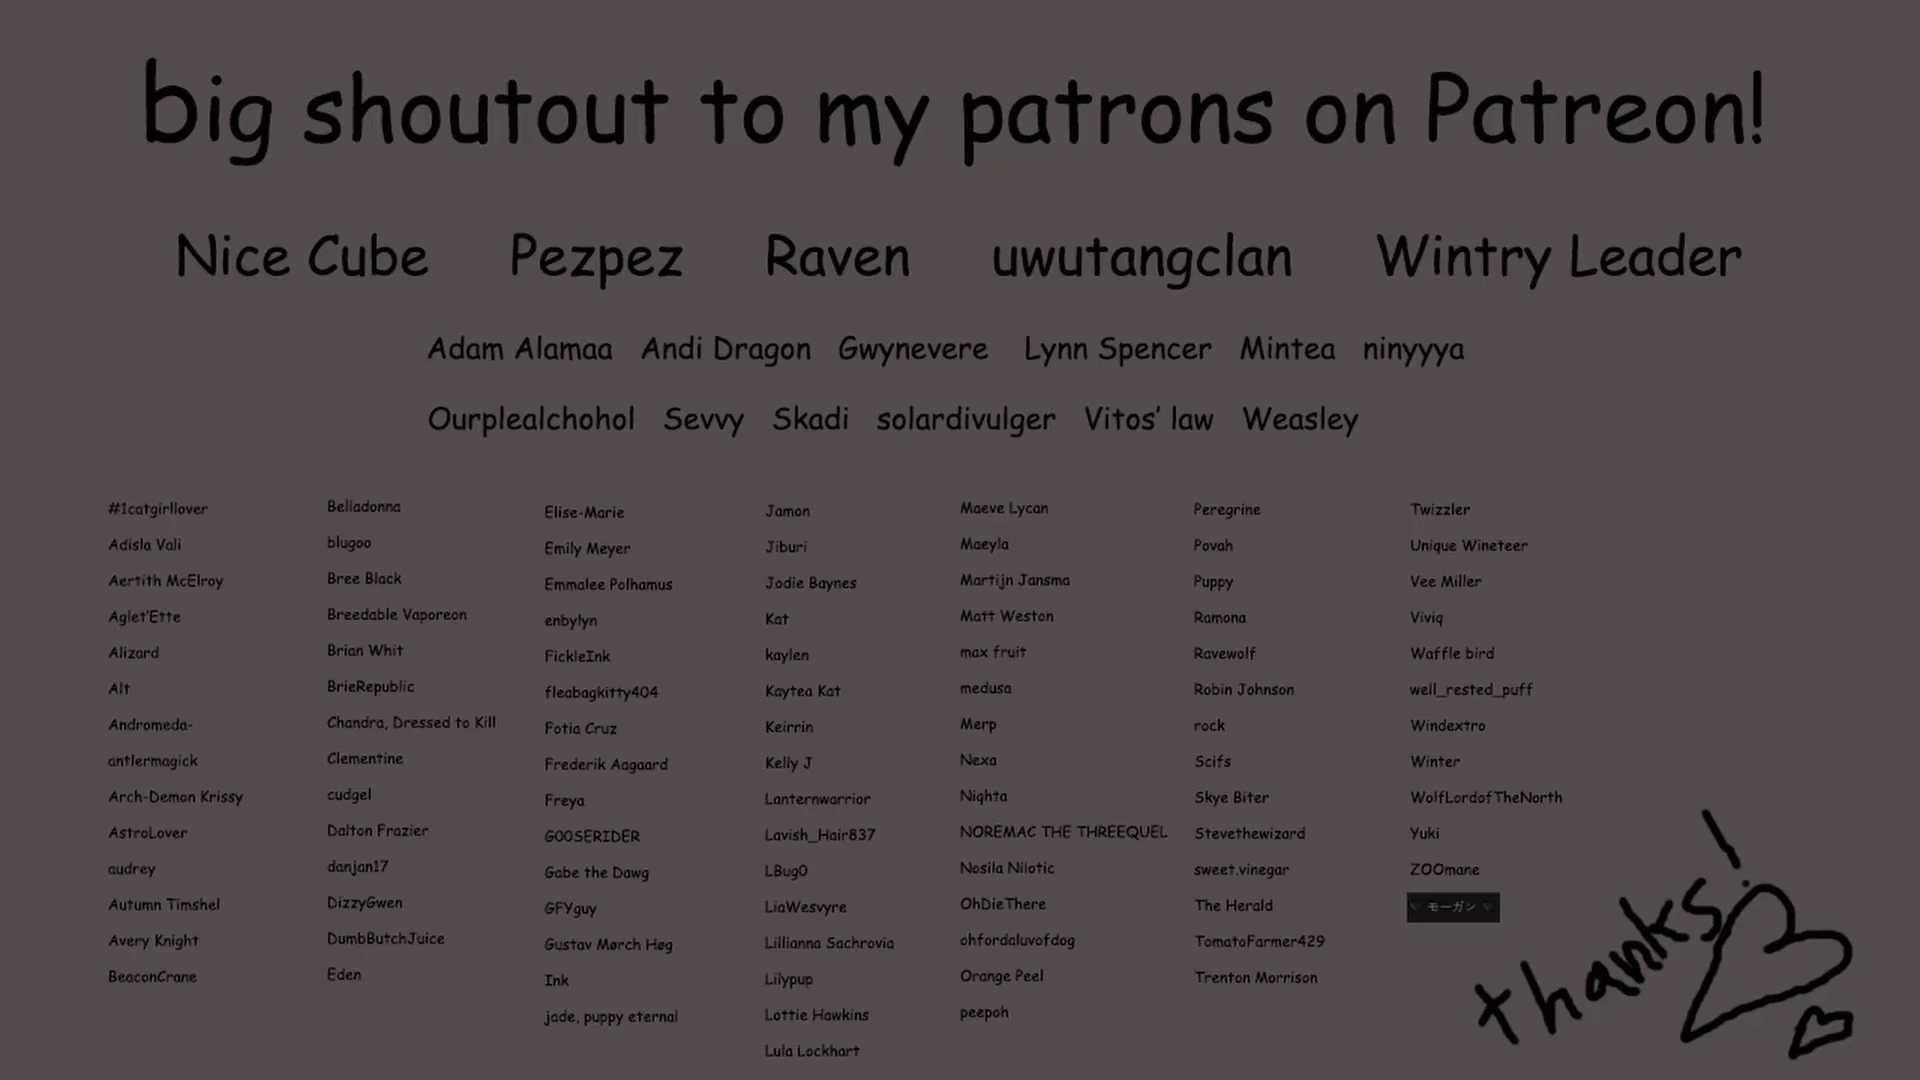 big shoutout to my patrons on Patreon!
Nice Cube Pezpez Raven uwutangclan Wintry Leader
Adam Alamaa Andi Dragon Gwynevere Lynn Spencer Mintea ninyyya
Ourplealchohol Sevvy Skadi solardivulger Vitos' law Weasley
#1catgirllover
Adisla Vali
Aertith McElroy
Aglet'Ette
Alizard
Alt
Andromeda-
antlermagick
Arch-Demon Krissy
AstroLover
audrey
Autumn Timshel
Avery Knight
BeaconCrane
Belladonna
blugoo
Bree Black
Breedable Vaporeon
Brian Whit
BrieRepublic
Chandra, Dressed to Kill
Clementine
cudgel
Dalton Frazier
danjan17
DizzyGwen
DumbButchJuice
Eden
Elise-Marie
Emily Meyer
Emmalee Polhamus
enbylyn
FickleInk
fleabagkitty404
Fotia Cruz
Frederik Aagaard
Freya
G00SERIDER
Gabe the Dawg
GFYguy
Gustav Mørch Høg
Ink
jade, puppy eternal
Jamon
Jiburi
Jodie Baynes
Kat
kaylen
Kaytea Kat
Keirrin
Kelly J
Lanternwarrior
Lavish_Hair837
LBug0
LiaWesvyre
Lillianna Sachrovia
Lilypup
Lottie Hawkins
Lula Lockhart
Maeve Lycan
Maeyla
Martijn Jansma
Matt Weston
max fruit
medusa
Merp
Nexa
Niqhta
NOREMAC THE THREEQUEL
Nosila Nilotic
OhDieThere
ohfordaluvofdog
Orange Peel
peepoh
Peregrine
Povah
Puppy
Ramona
Ravewolf
Robin Johnson
rock
Scifs
Skye Biter
Stevethewizard
sweet.vinegar
The Herald
TomatoFarmer429
Trenton Morrison
Twizzler
Unique Wineteer
Vee Miller
Viviq
Waffle bird
well_rested_puff
Windextro
Winter
WolfLordofTheNorth
Yuki
ZOOmane
モーガン
thanks!